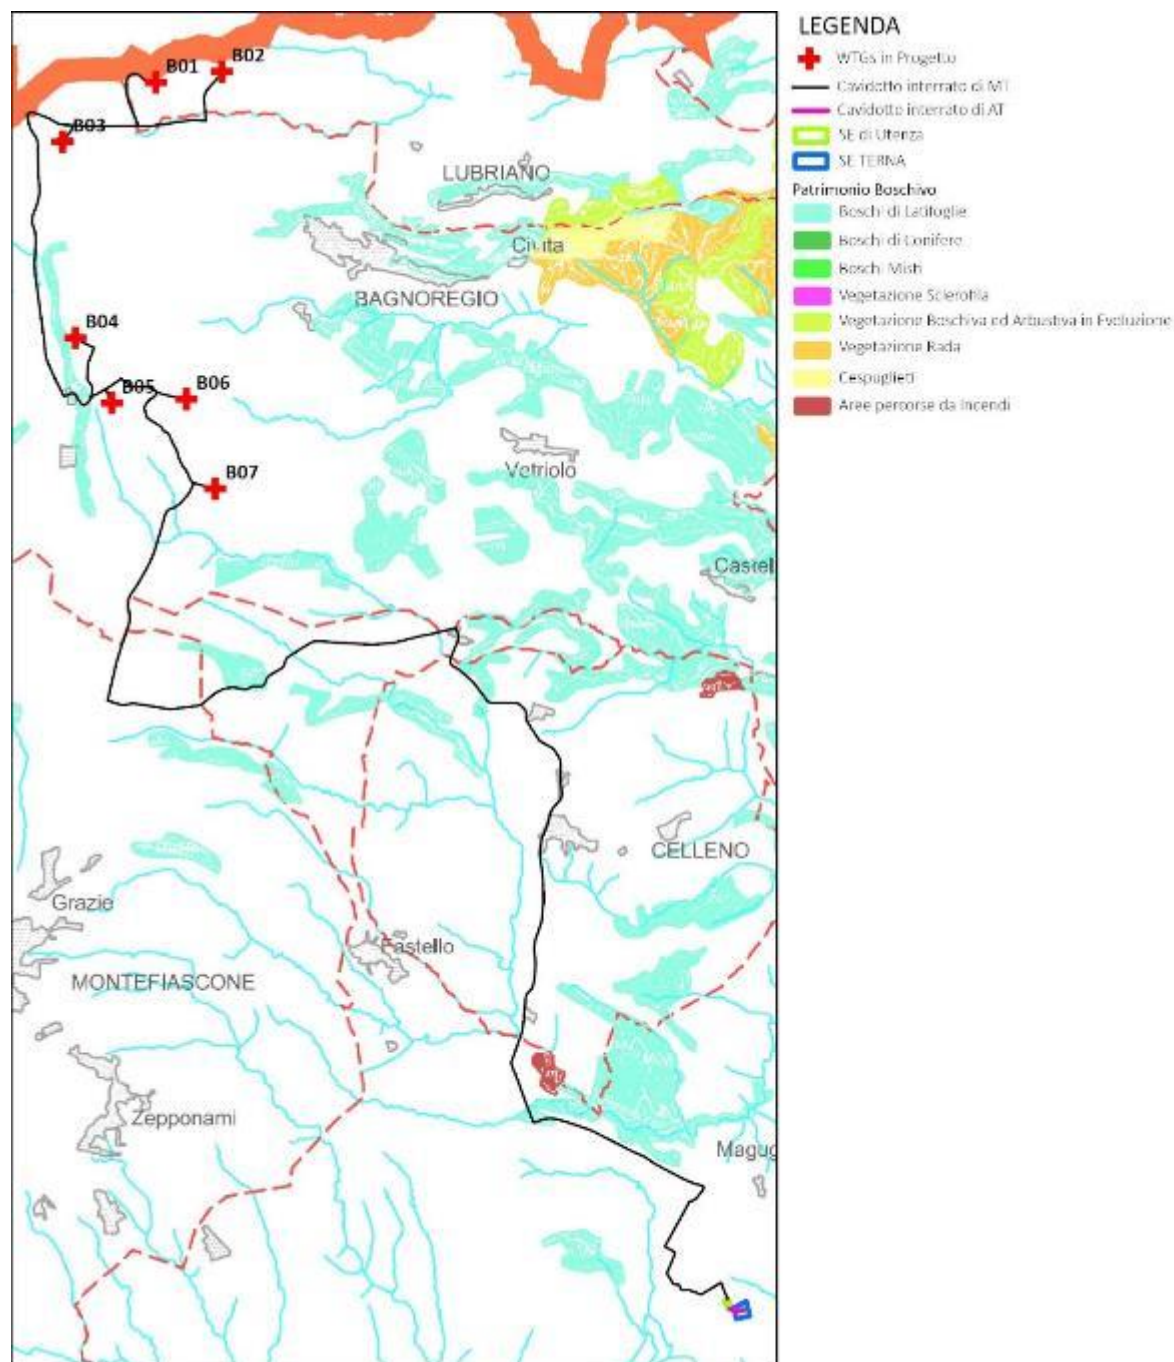 LEGENDA
WTGs in Progetto
Cavidotto interrato di MT
Cavidotto interrato di AT
SE di Utenza
SE TERNA
Patrimonio Boschivo
Boschi di Latifoglie
Boschi di Conifere
Boschi Misti
Vegetazione Sclerofila
Vegetazione Boschiva ed Arbustiva in Evoluzione
Vegetazione Rada
Cespuglieti
Aree percorse da Incendi
B01
B02
B03
LUBRIANO
Civita
BAGNOREGIO
B04
B05
B06
Vetriolo
B07
Castel
CELLENO
Grazie
Fastello
MONTEFIASCONE
Zepponami
Magug